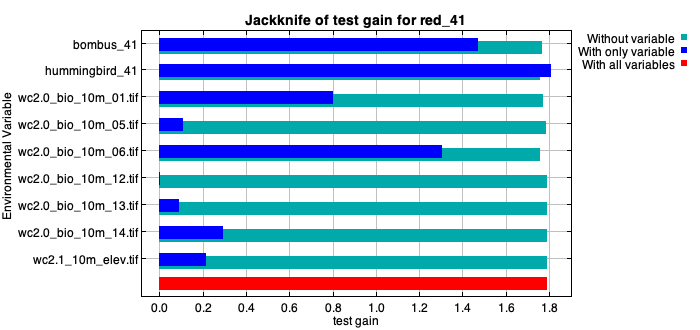 Jackknife of test gain for red_41
Without variable
With only variable
With all variables
Environmental Variable
bombus_41
hummingbird_41
wc2.0_bio_10m_01.tif
wc2.0_bio_10m_05.tif
wc2.0_bio_10m_06.tif
wc2.0_bio_10m_12.tif
wc2.0_bio_10m_13.tif
wc2.0_bio_10m_14.tif
wc2.1_10m_elev.tif
0.0 0.2 0.4 0.6 0.8 1.0 1.2 1.4 1.6 1.8
test gain